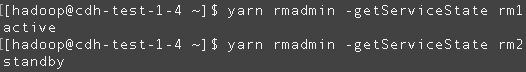 [[hadoop@cdh-test-1-4 ~]$ yarn rmadmin -getServiceState rm1
active
[[hadoop@cdh-test-1-4 ~]$ yarn rmadmin -getServiceState rm2
standby